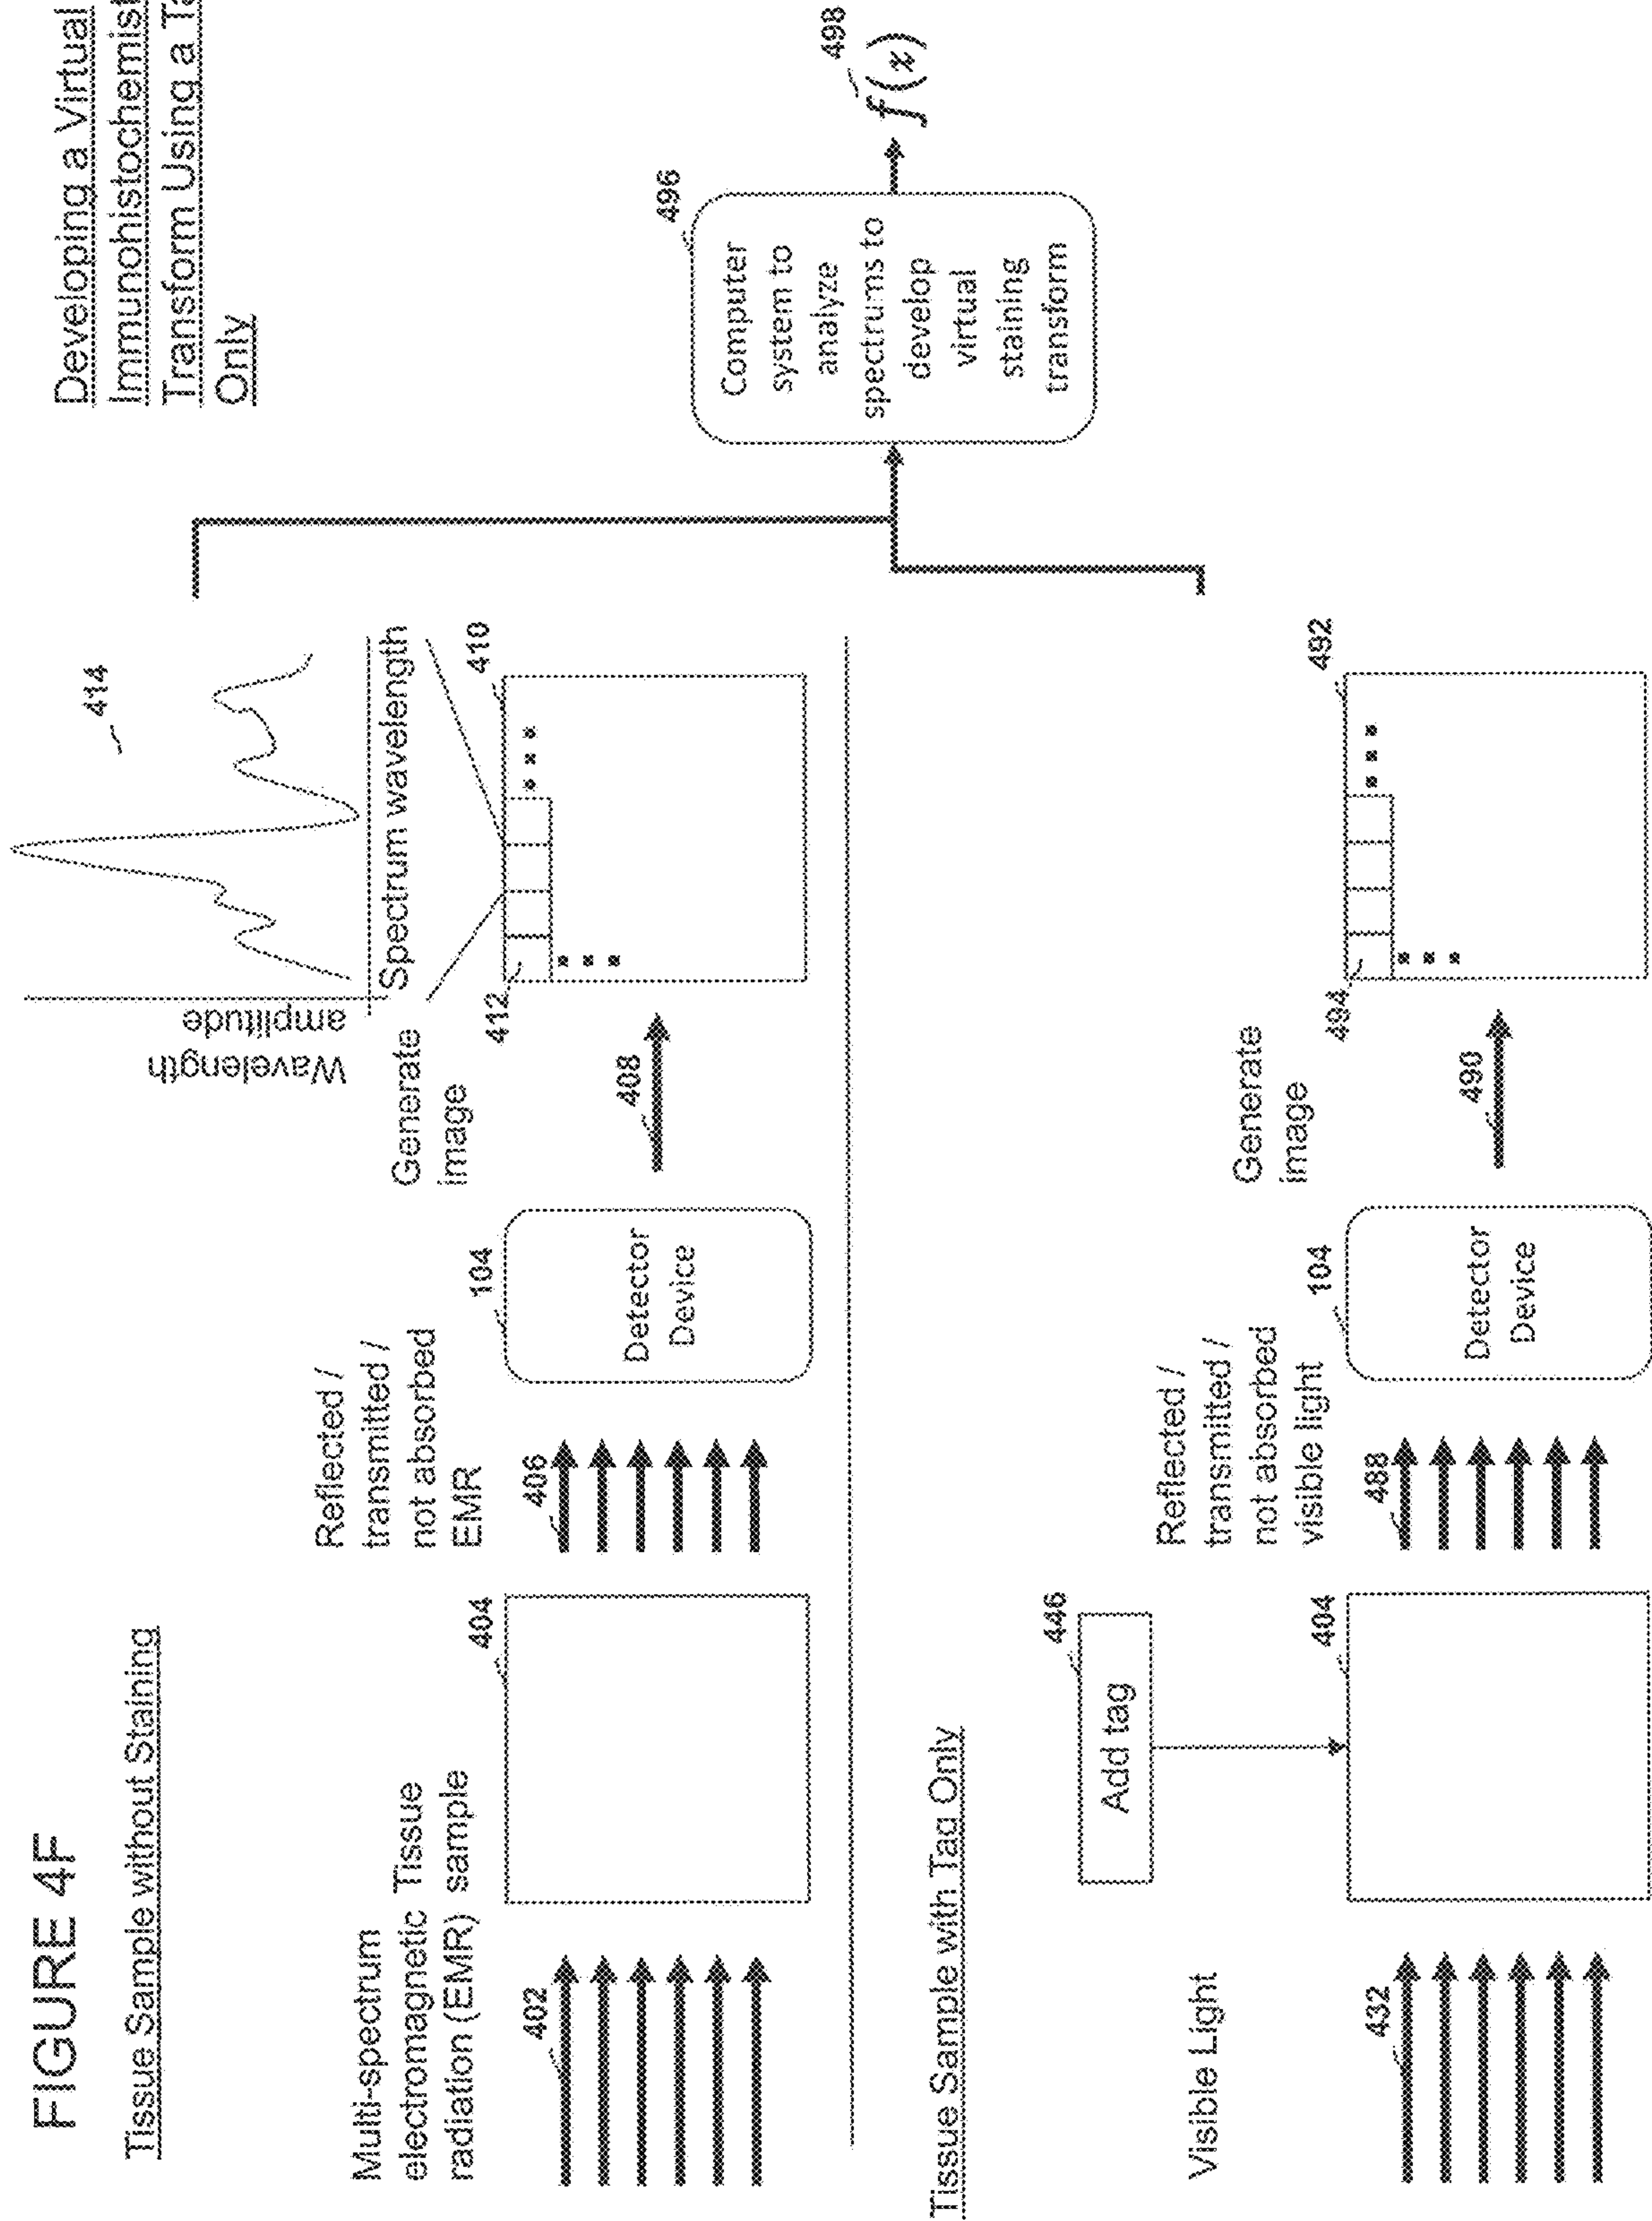 FIGURE 4F
Developing a Virtual
Transform Using a
Only
Tissue Sample without Staining
414
Wavelength
amplitude
Spectrum wavelength
Multi-spectrum
electromagnetic
radiation (EMR)
Tissue
sample
Reflected /
transmitted /
not absorbed
EMR
Generate
image
402
404
406
104
Detector
Device
408
412
410
496
Computer
system to
analyze
spectrums to
develop
virtual
staining
transform
498
f(x)
Tissue Sample with Tag Only
446
Add tag
Visible Light
Reflected /
transmitted /
not absorbed
visible light
Generate
image
432
404
488
104
Detector
Device
490
494
492